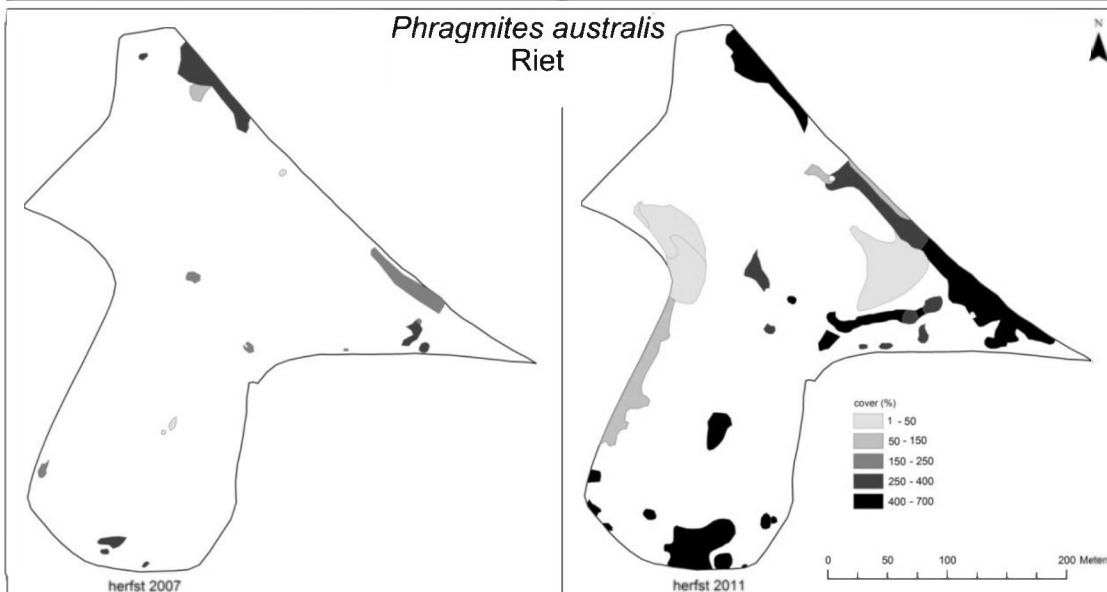 Phragmites australis
Riet
N
cover (%)
1 - 50
50 - 150
150 - 250
250 - 400
400 - 700
0 50 100 200 Meters
herfst 2007
herfst 2011